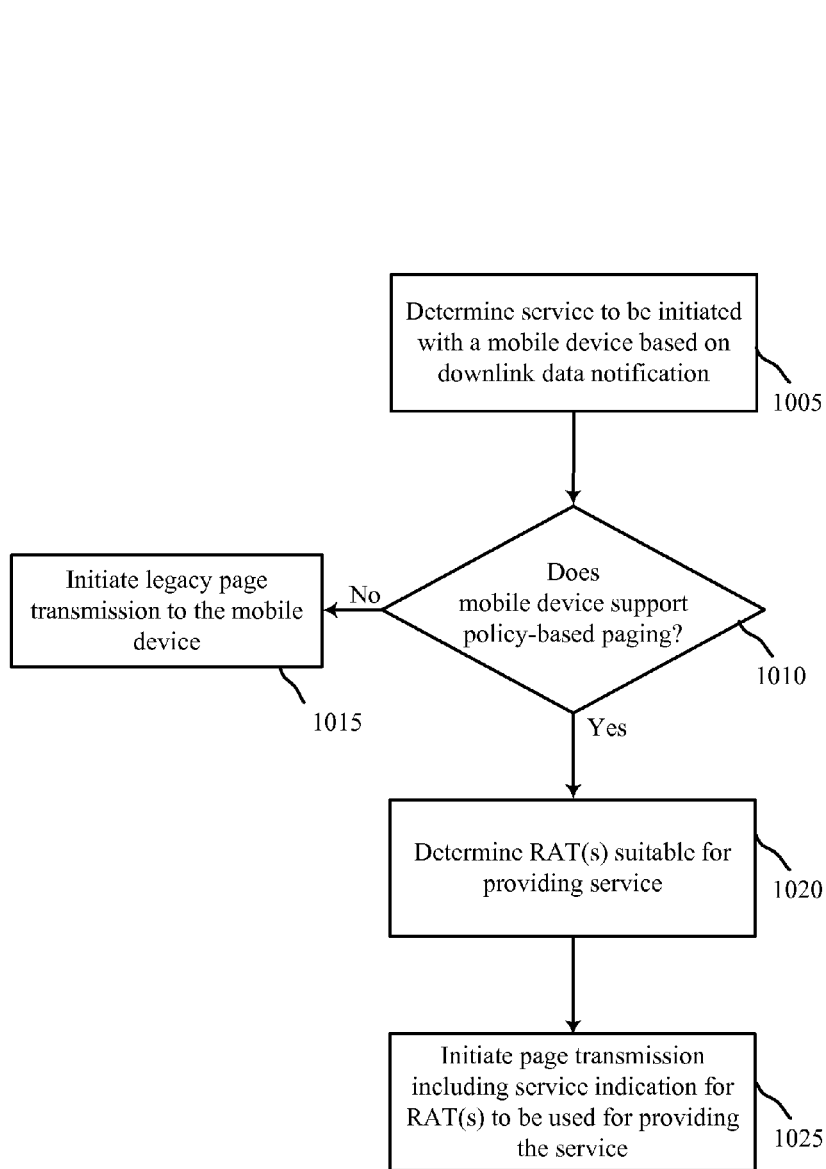 Determine service to be initiated
with a mobile device based on
downlink data notification
1005
Does
mobile device support
policy-based paging?
1010
No
Initiate legacy page
transmission to the mobile
device
1015
Yes
Determine RAT(s) suitable for
providing service
1020
Initiate page transmission
including service indication for
RAT(s) to be used for providing
the service
1025